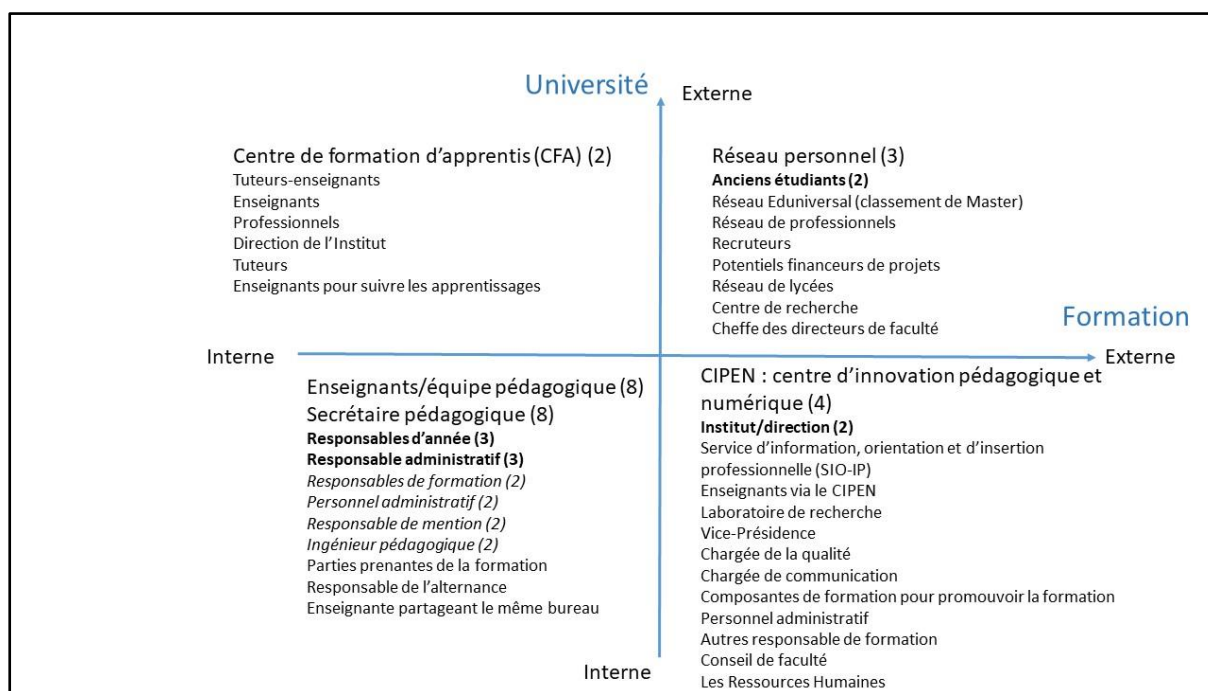 Université
Externe
Centre de formation d'apprentis (CFA) (2)
Tuteurs-enseignants
Enseignants
Professionnels
Direction de l'Institut
Tuteurs
Enseignants pour suivre les apprentissages
Réseau personnel (3)
Anciens étudiants (2)
Réseau Eduniversal (classement de Master)
Réseau de professionnels
Recruteurs
Potentiels financeurs de projets
Réseau de lycées
Centre de recherche
Cheffe des directeurs de faculté
Formation
Interne
Externe
Enseignants/équipe pédagogique (8)
Secrétaire pédagogique (8)
Responsables d'année (3)
Responsable administratif (3)
Responsables de formation (2)
Personnel administratif (2)
Responsable de mention (2)
Ingénieur pédagogique (2)
Parties prenantes de la formation
Responsable de l'alternance
Enseignante partageant le même bureau
CIPEN : centre d'innovation pédagogique et
numérique (4)
Institut/direction (2)
Service d'information, orientation et d'insertion
professionnelle (SIO-IP)
Enseignants via le CIPEN
Laboratoire de recherche
Vice-Présidence
Chargée de la qualité
Chargée de communication
Composantes de formation pour promouvoir la formation
Personnel administratif
Autres responsable de formation
Conseil de faculté
Les Ressources Humaines
Interne